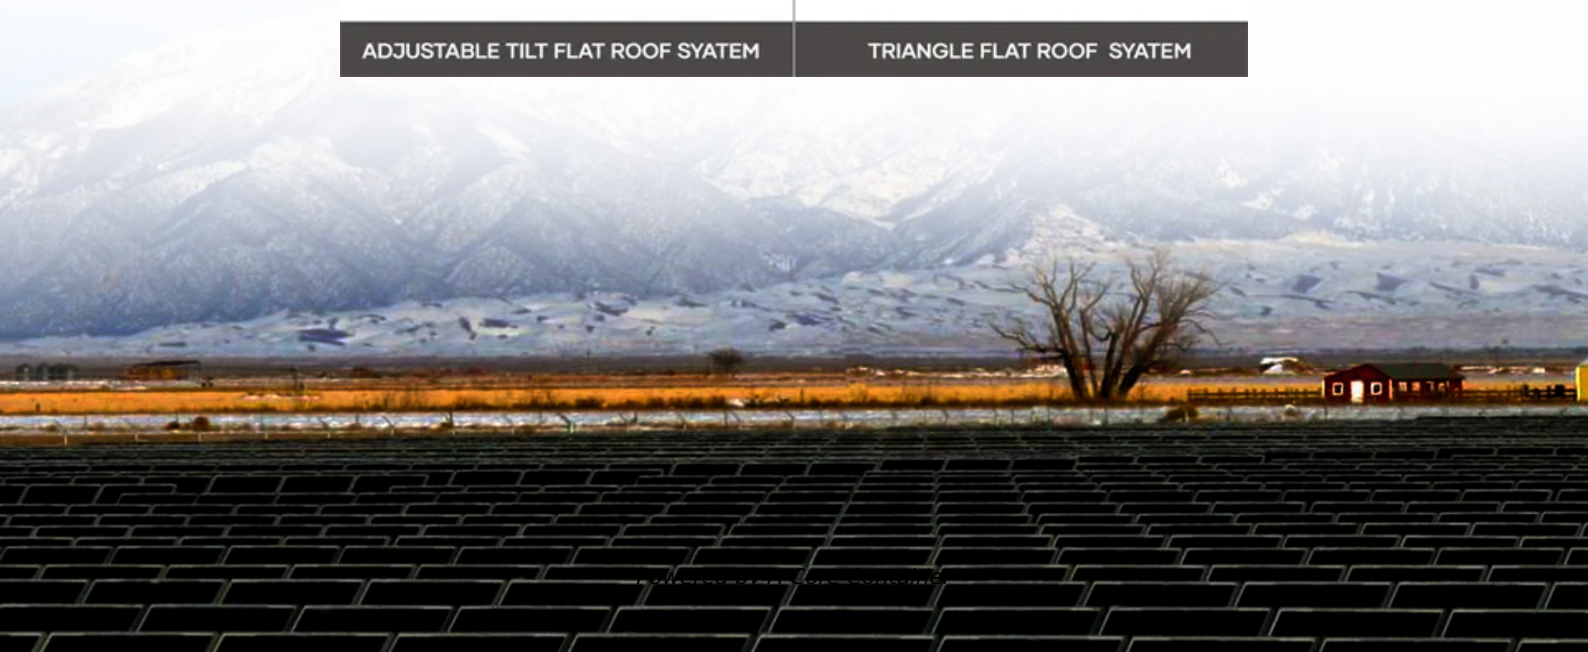 ADJUSTABLE TILT FLAT ROOF SYATEM
TRIANGLE FLAT ROOF SYATEM